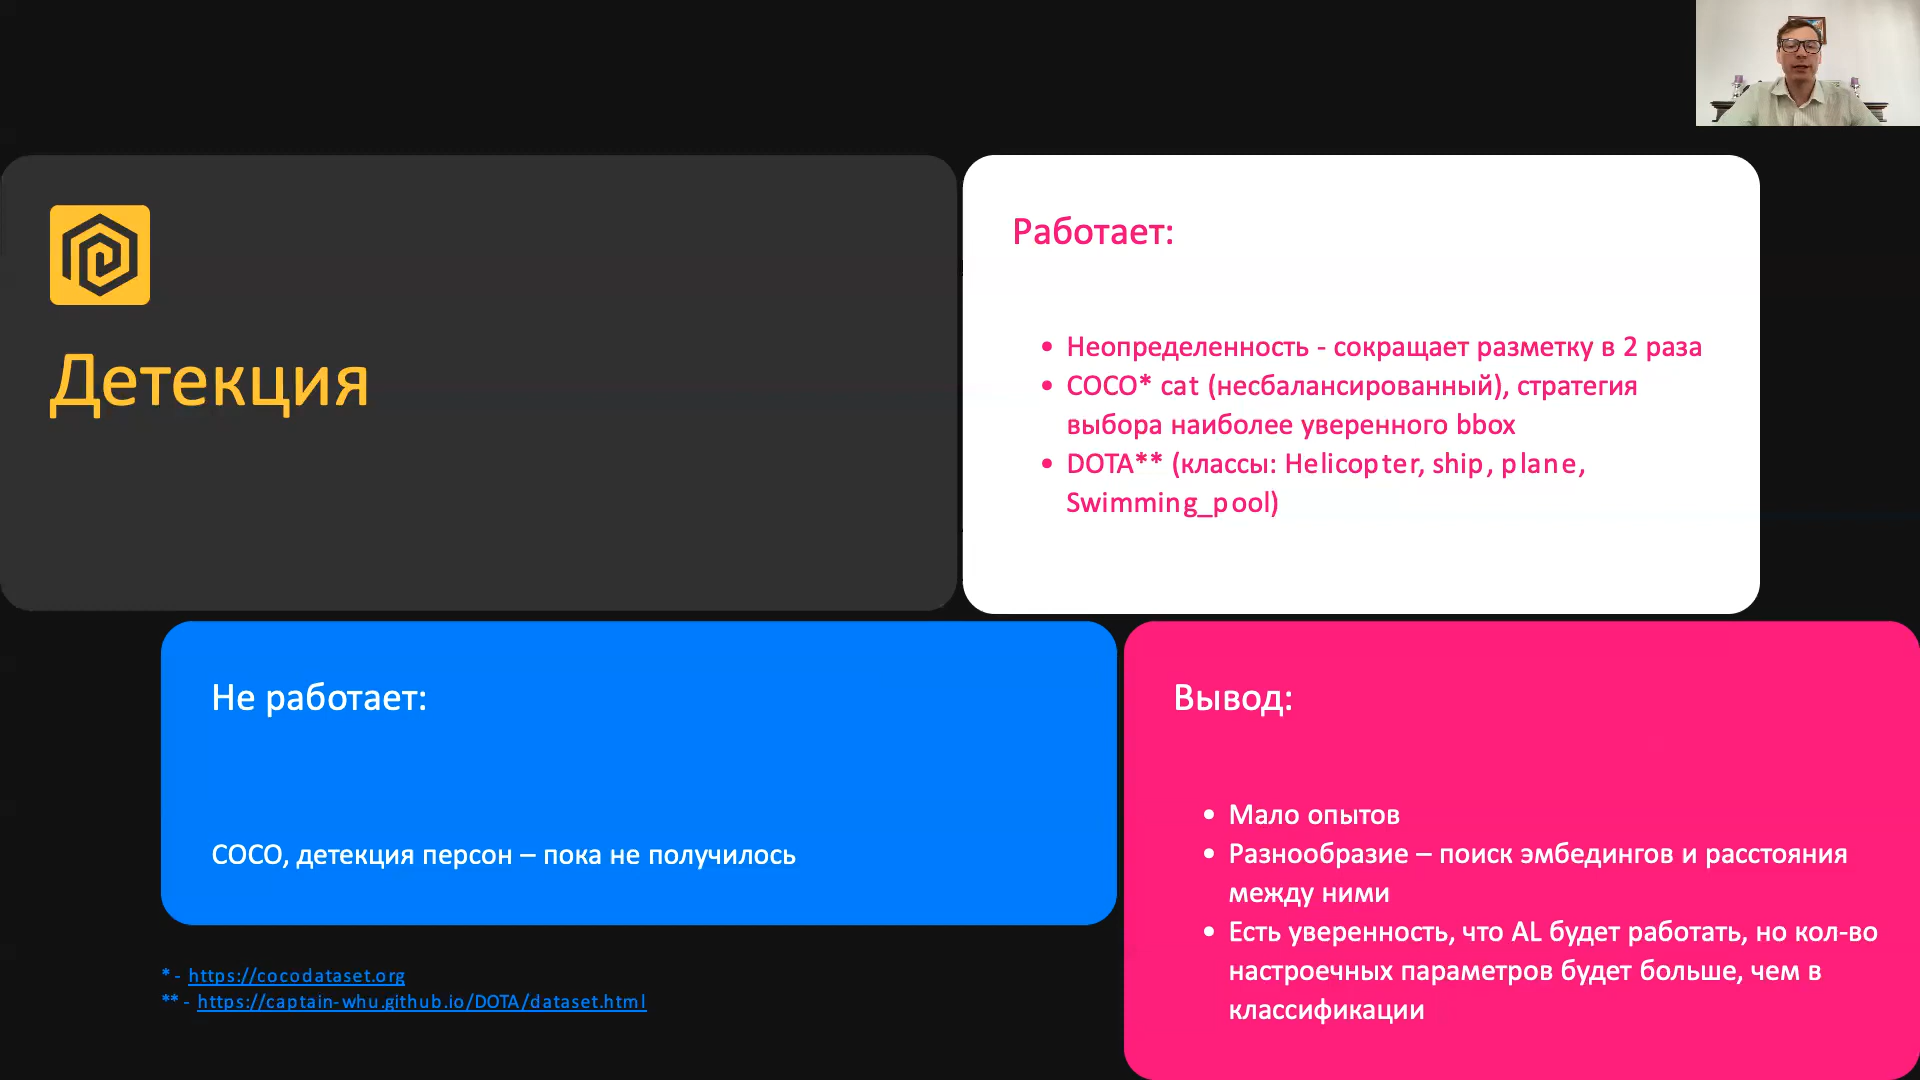 Детекция
Работает:
• Неопределенность - сокращает разметку в 2 раза
• COCO* cat (несбалансированный), стратегия
выбора наиболее уверенного bbox
• DOTA** (классы: Helicopter, ship, plane,
Swimming_pool)
Не работает:
COCO, детекция персон – пока не получилось
Вывод:
• Мало опытов
• Разнообразие – поиск эмбедингов и расстояния
между ними
• Есть уверенность, что AL будет работать, но кол-во
настроечных параметров будет больше, чем в
классификации
* - https://cocodataset.org
** - https://captain-whu.github.io/DOTA/dataset.html